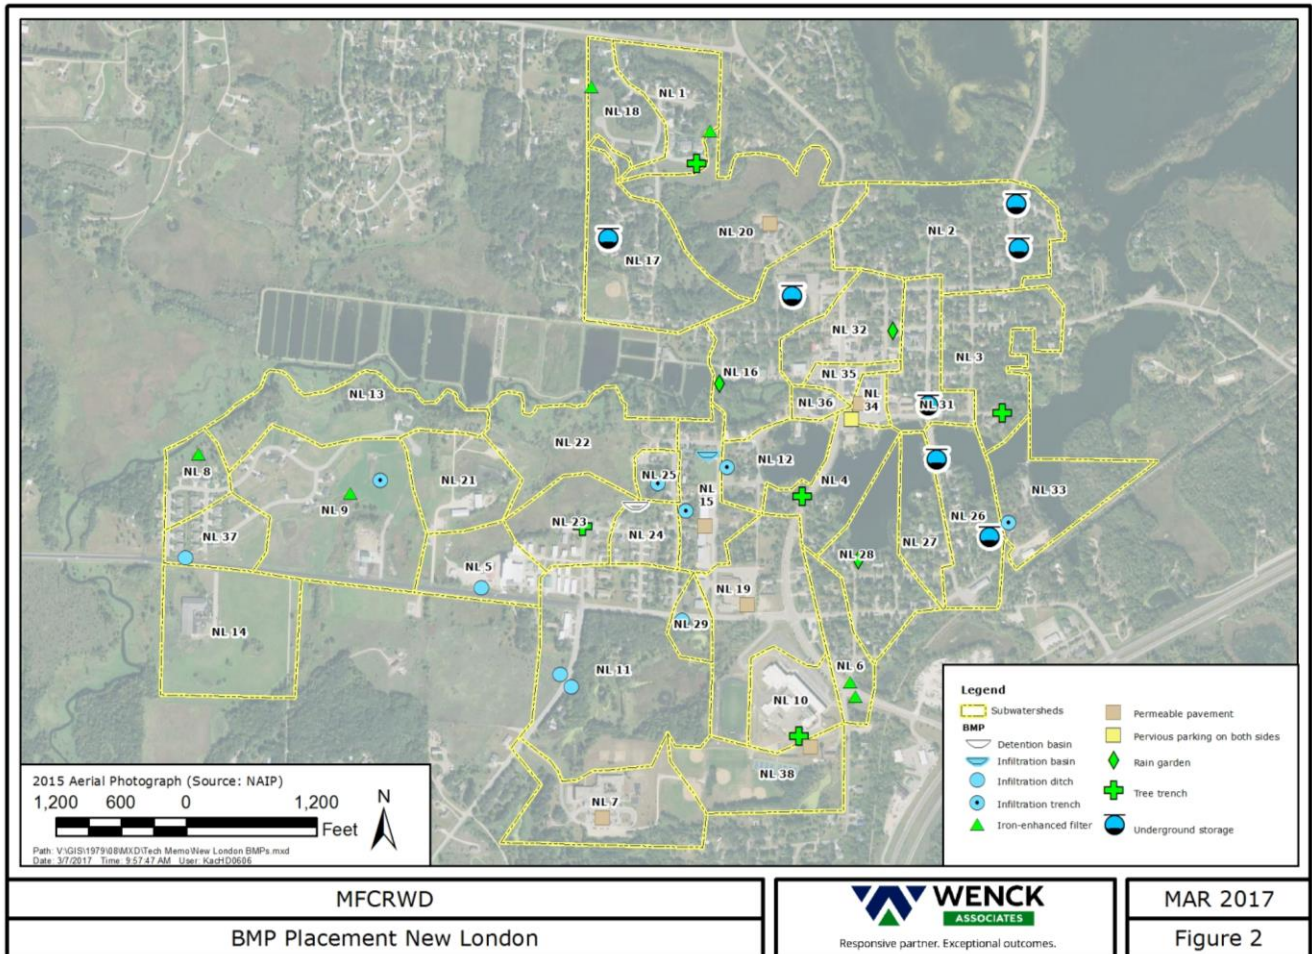 NL 1
NL 18
NL 2
NL 20
NL 17
NL 32
NL 3
NL 16
NL 35
NL 13
NL 36
NL
34
NL 31
NL 22
NL 12
NL 8
NL 25
NL 21
NL 4
NL 33
NL
15
NL 9
NL 26
NL 23
NL 24
NL 37
NL 27
NL 28
NL 5
NL 19
NL 29
NL 14
NL 11
NL 6
NL 10
NL 38
NL 7
Legend
Subwatersheds
BMP
Detention basin
Infiltration basin
Infiltration ditch
Infiltration trench
Iron-enhanced filter
Permeable pavement
Pervious parking on both sides
Rain garden
Tree trench
Underground storage
2015 Aerial Photograph (Source: NAIP)
1,200 600 0 1,200
Feet
N
Path: V:\GIS\1979\08\MXD\Tech Memo\New London BMPs.mxd
Date: 3/7/2017 Time: 9:57:47 AM User: KacHD0606
MFCRWD
BMP Placement New London
WENCK
ASSOCIATES
Responsive partner. Exceptional outcomes.
MAR 2017
Figure 2